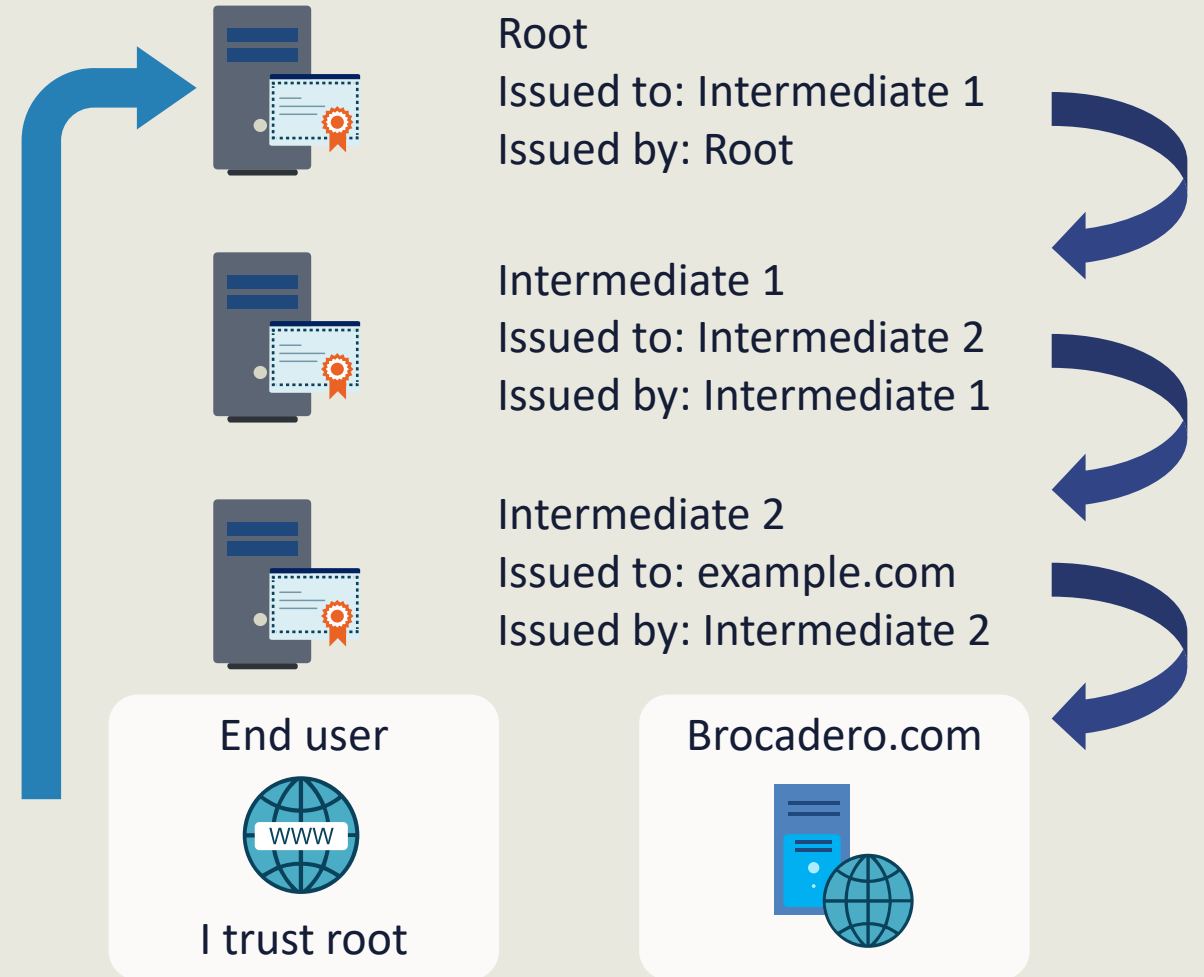 Root
Issued to: Intermediate 1
Issued by: Root
Intermediate 1
Issued to: Intermediate 2
Issued by: Intermediate 1
Intermediate 2
Issued to: example.com
Issued by: Intermediate 2
End user
WWW
I trust root
Brocadero.com